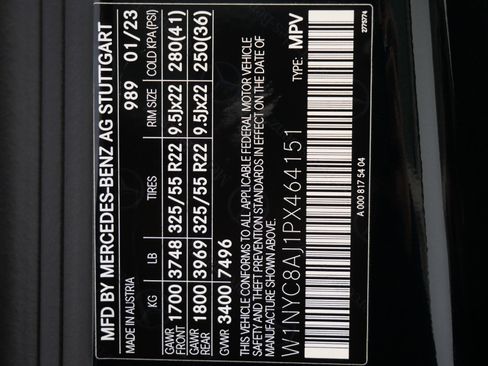 MFD BY MERCEDES-BENZ AG STUTTGART
MADE IN AUSTRIA 989 01/23
KG LB TIRES RIM SIZE COLD KPA(PSI)
GAWR FRONT 1700 3748 325/55 R22 9.5Jx22 280(41)
GAWR REAR 1800 3969 325/55 R22 9.5Jx22 250(36)
GVWR 3400 7496
THIS VEHICLE CONFORMS TO ALL APPLICABLE FEDERAL MOTOR VEHICLE
SAFETY AND THEFT PREVENTION STANDARDS IN EFFECT ON THE DATE OF
MANUFACTURE SHOWN ABOVE.
W1NYC8AJ1PX464151 TYPE: MPV
A 000 817 54 04